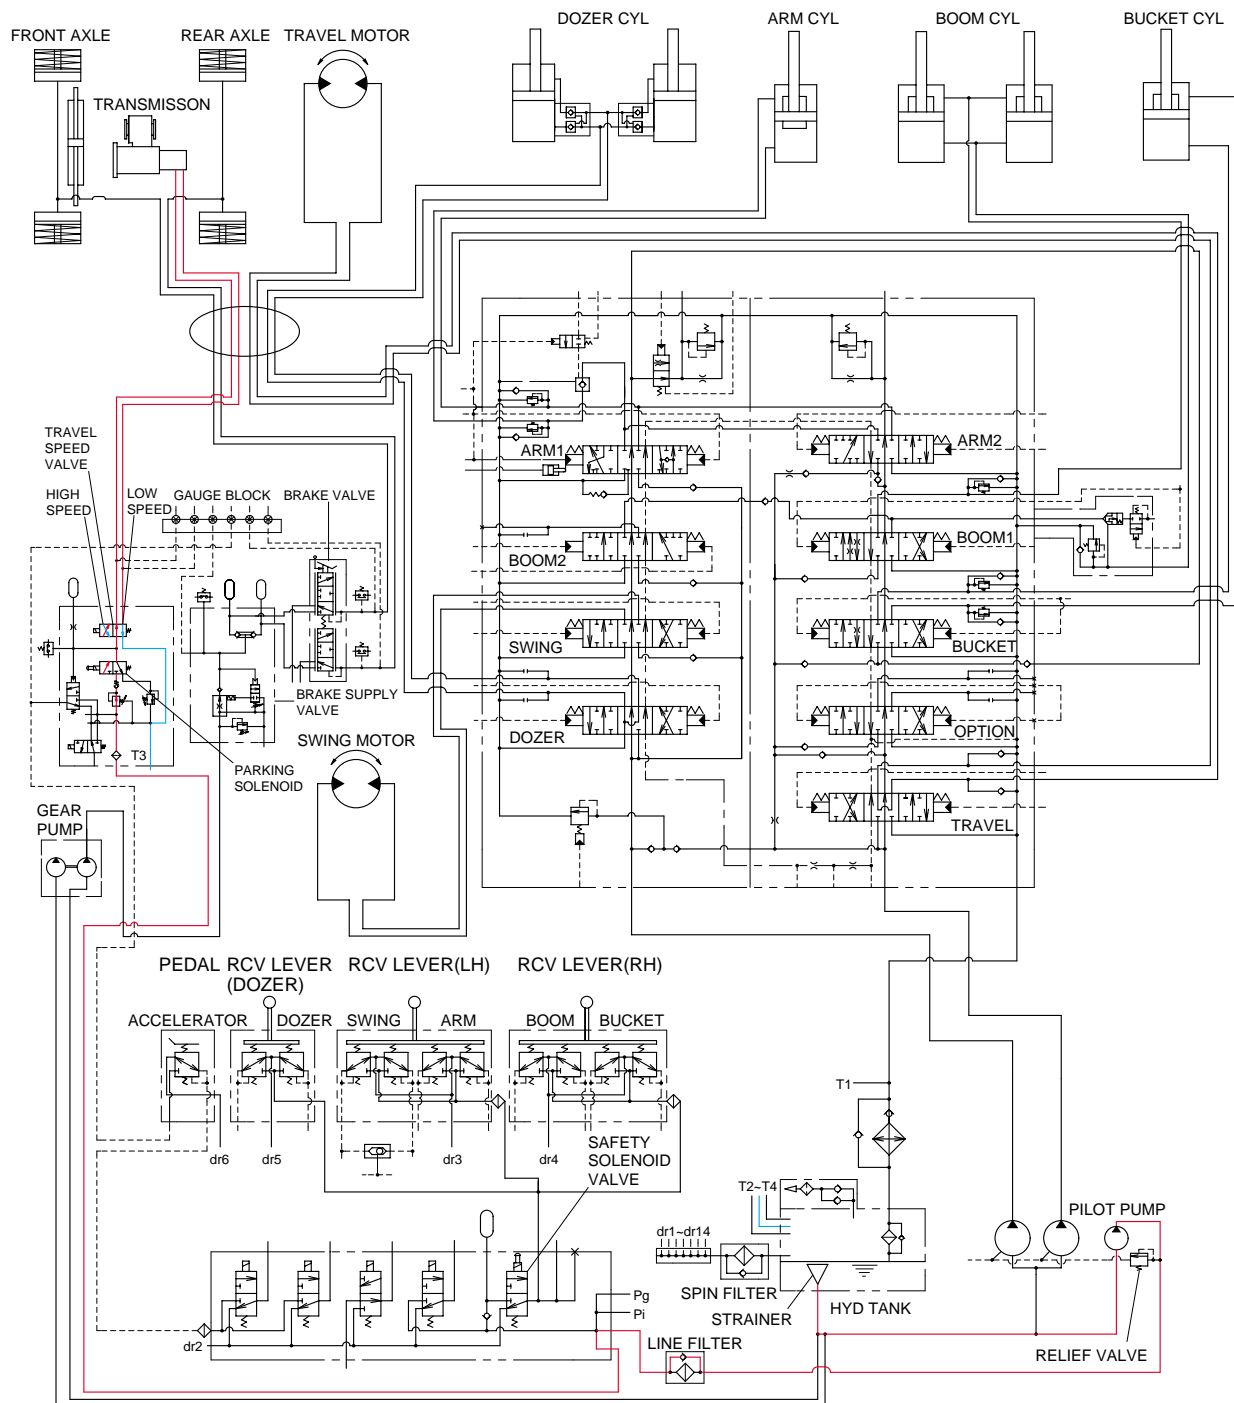 DOZER CYL
ARM CYL
BOOM CYL
BUCKET CYL
FRONT AXLE
REAR AXLE
TRAVEL MOTOR
TRANSMISSON
TRAVEL
SPEED
VALVE
HIGH
SPEED
LOW
SPEED
GAUGE BLOCK
BRAKE VALVE
ARM1
ARM2
BOOM2
BOOM1
SWING
BUCKET
DOZER
OPTION
TRAVEL
BRAKE SUPPLY
VALVE
T3
PARKING
SOLENOID
SWING MOTOR
GEAR
PUMP
PEDAL
RCV LEVER
(DOZER)
RCV LEVER(LH)
RCV LEVER(RH)
ACCELERATOR
DOZER
SWING
ARM
BOOM
BUCKET
dr6
dr5
dr3
dr4
SAFETY
SOLENOID
VALVE
T1
T2~T4
dr1~dr14
PILOT PUMP
SPIN FILTER
STRAINER
HYD TANK
Pg
Pi
dr2
LINE FILTER
RELIEF VALVE